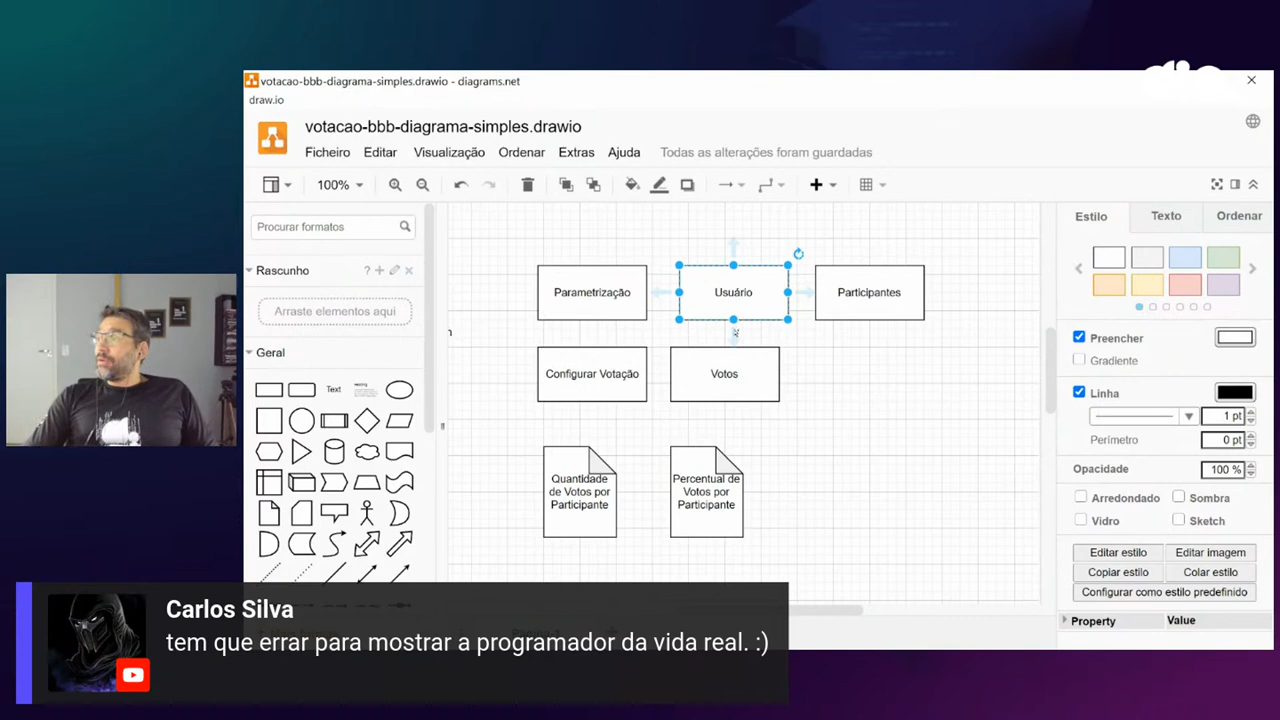 votacao-bbb-diagrama-simples.drawio - diagrams.net
draw.io
votacao-bbb-diagrama-simples.drawio
Ficheiro Editar Visualização Ordenar Extras Ajuda Todas as alterações foram guardadas
100%
Procurar formatos
Rascunho
Arraste elementos aqui
Geral
Text
Parametrização
Usuário
Participantes
Configurar Votação
Votos
Quantidade
de Votos por
Participante
Percentual de
Votos por
Participante
Estilo Texto Ordenar
Preencher
Gradiente
Linha
1 pt
Perímetro 0 pt
Opacidade 100 %
Arredondado Sombra
Vidro Sketch
Editar estilo Editar imagem
Copiar estilo Colar estilo
Configurar como estilo predefinido
Property Value
Carlos Silva
tem que errar para mostrar a programador da vida real. :)